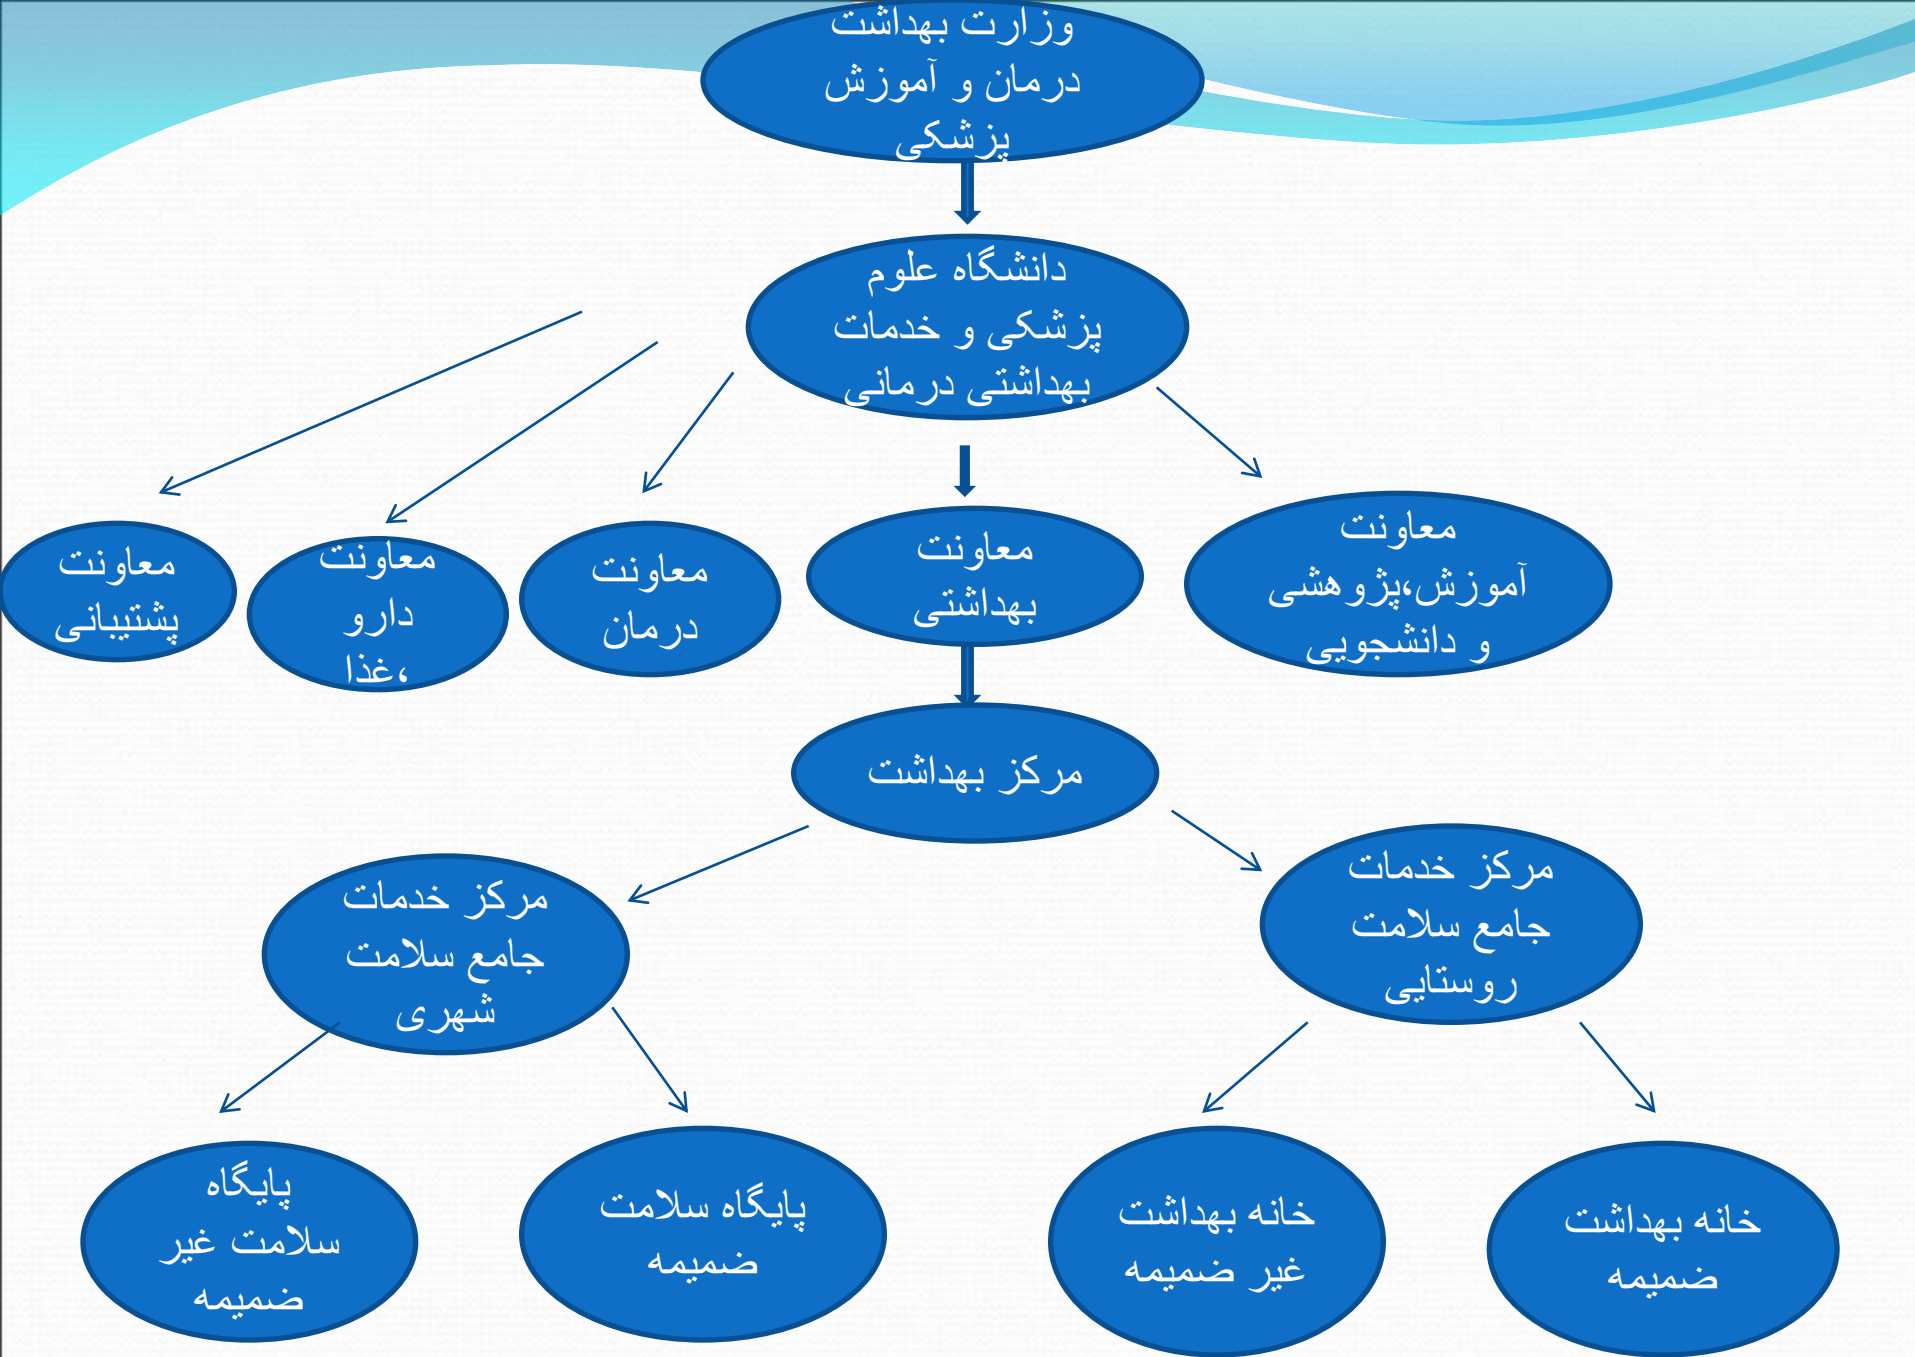 وزارت بهداشت
درمان و آموزش
پزشکی
دانشگاه علوم
پزشکی و خدمات
بهداشتی درمانی
معاونت
آموزش،پژوهشی
و دانشجویی
معاونت
بهداشتی
معاونت
درمان
معاونت
دارو
،غذا
معاونت
پشتیبانی
مرکز بهداشت
مرکز خدمات
جامع سلامت
روستایی
مرکز خدمات
جامع سلامت
شهری
خانه بهداشت
ضمیمه
خانه بهداشت
غیر ضمیمه
پایگاه سلامت
ضمیمه
پایگاه
سلامت غیر
ضمیمه